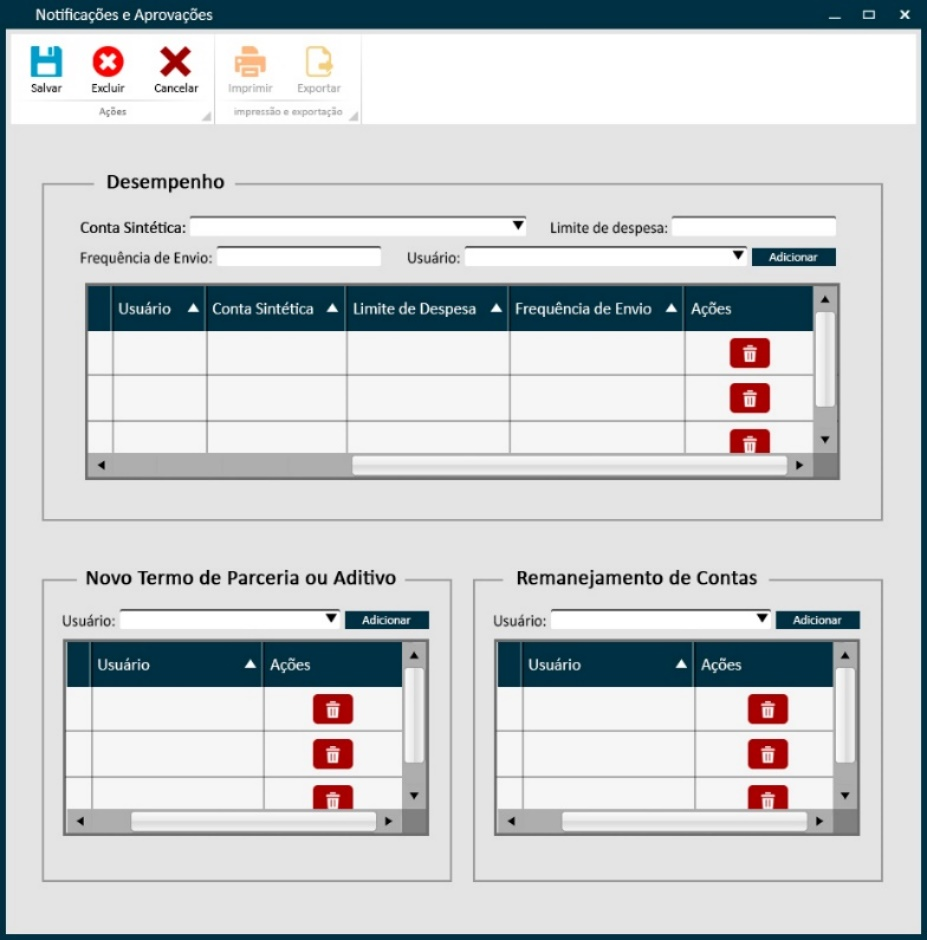 Notificações e Aprovações
Salvar Excluir Cancelar Imprimir Exportar
Ações impressão e exportação
Desempenho
Conta Sintética: Limite de despesa:
Frequência de Envio: Usuário: Adicionar
Usuário Conta Sintética Limite de Despesa Frequência de Envio Ações
Novo Termo de Parceria ou Aditivo
Usuário: Adicionar
Usuário Ações
Remanejamento de Contas
Usuário: Adicionar
Usuário Ações